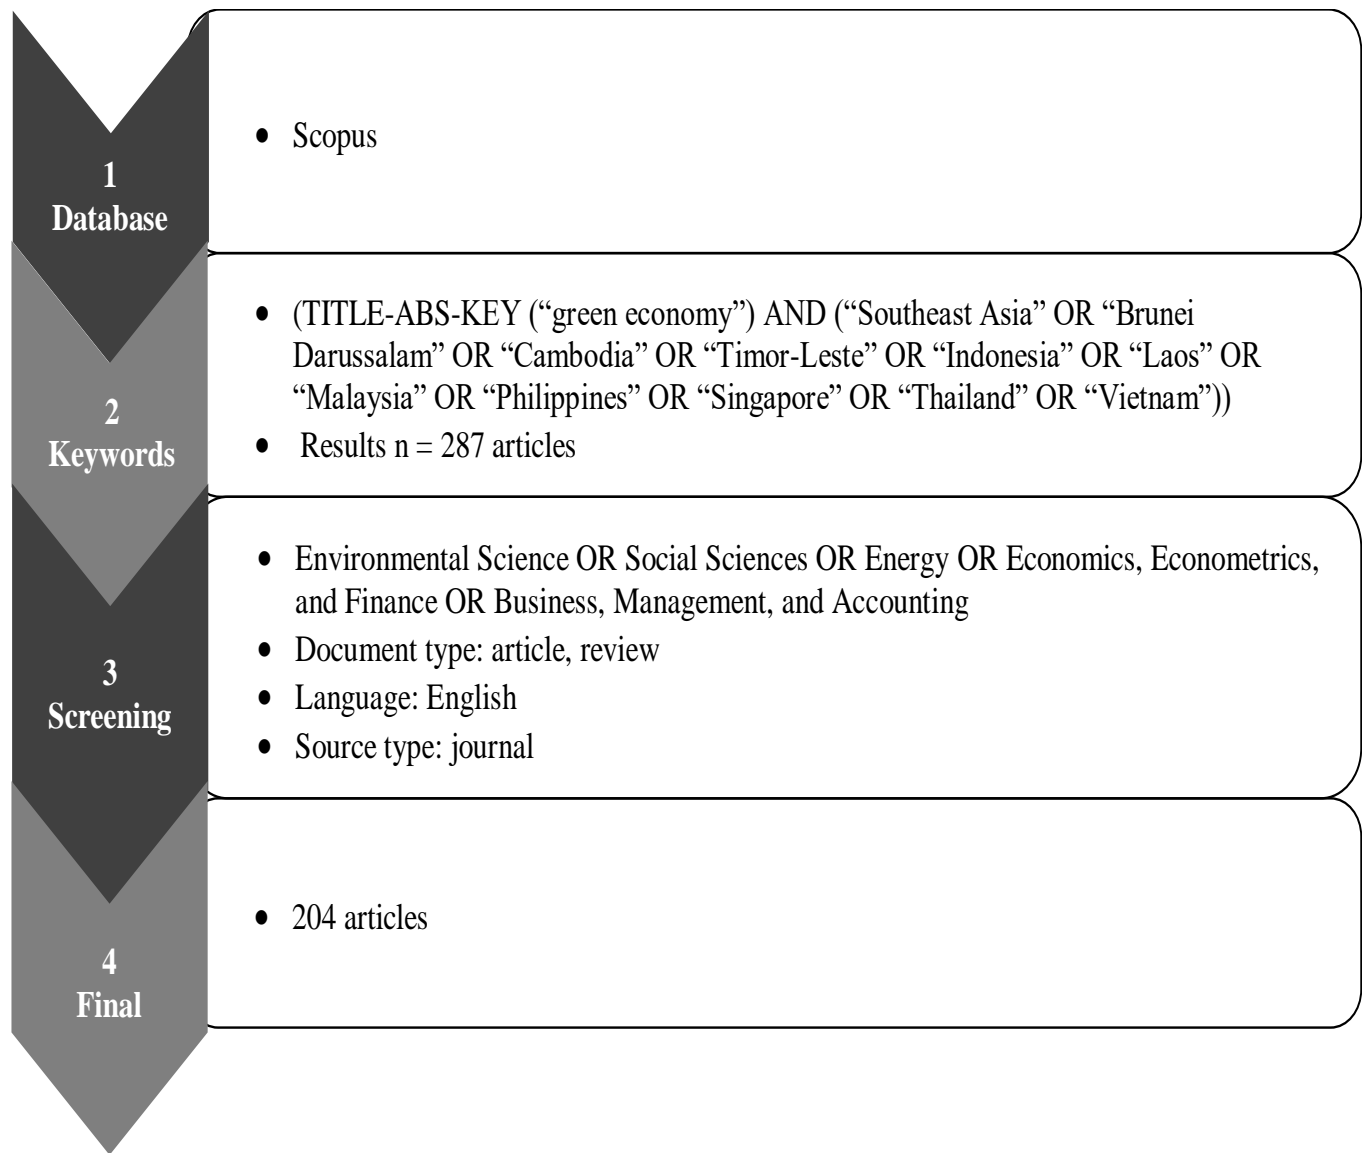 1
Database
• Scopus
2
Keywords
• (TITLE-ABS-KEY (“green economy”) AND (“Southeast Asia” OR “Brunei
Darussalam” OR “Cambodia” OR “Timor-Leste” OR “Indonesia” OR “Laos” OR
“Malaysia” OR “Philippines” OR “Singapore” OR “Thailand” OR “Vietnam”))
• Results n = 287 articles
3
Screening
• Environmental Science OR Social Sciences OR Energy OR Economics, Econometrics,
and Finance OR Business, Management, and Accounting
• Document type: article, review
• Language: English
• Source type: journal
4
Final
• 204 articles